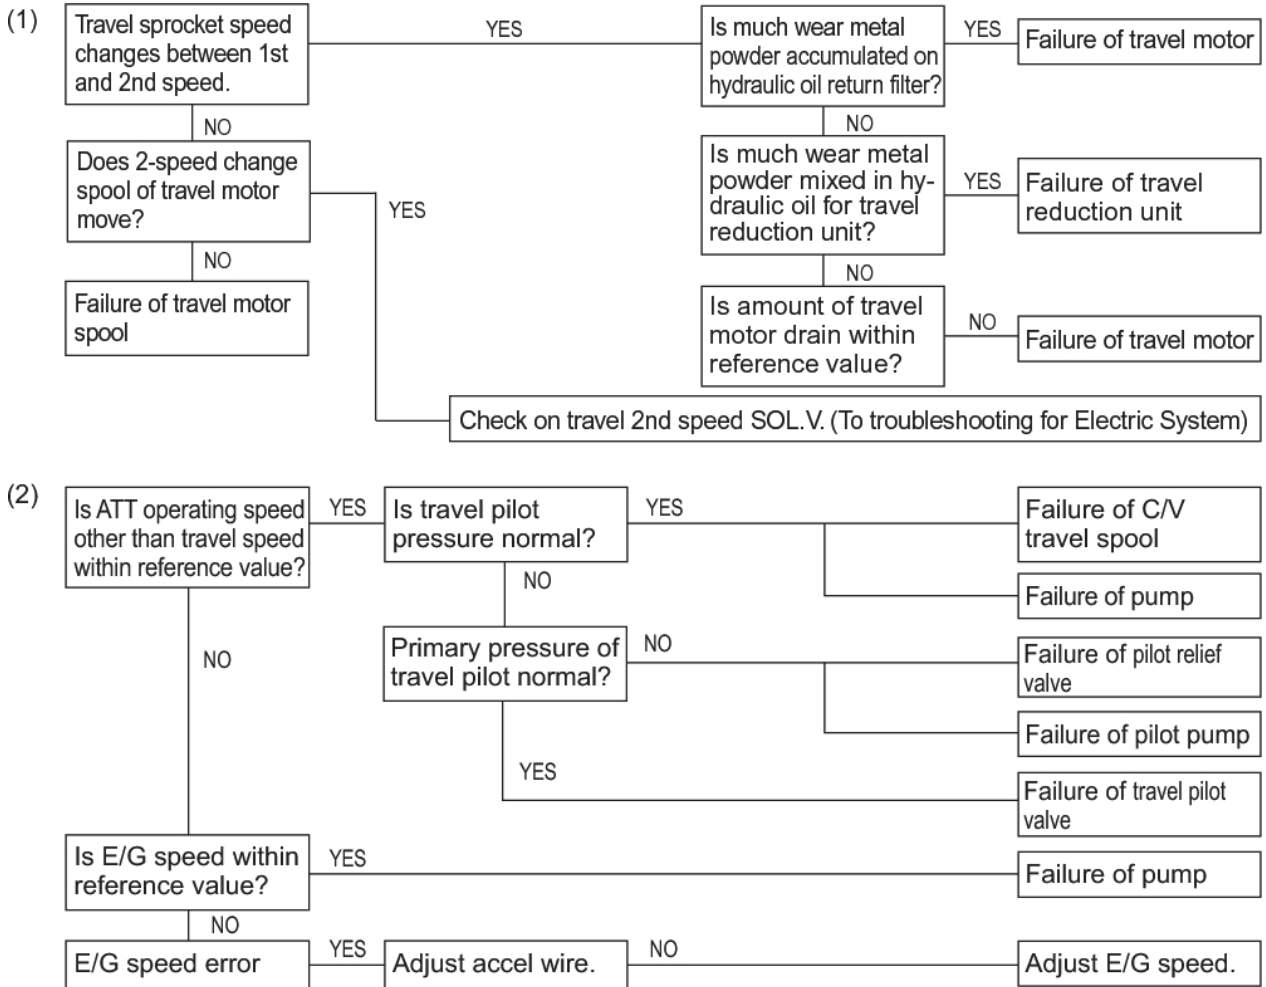 (1)
Travel sprocket speed
changes between 1st
and 2nd speed.
YES
Is much wear metal
powder accumulated on
hydraulic oil return filter?
YES
Failure of travel motor
NO
NO
Does 2-speed change
spool of travel motor
move?
YES
Is much wear metal
powder mixed in hy-
draulic oil for travel
reduction unit?
YES
Failure of travel
reduction unit
NO
NO
Failure of travel motor
spool
Is amount of travel
motor drain within
reference value?
NO
Failure of travel motor
Check on travel 2nd speed SOL.V. (To troubleshooting for Electric System)
(2)
Is ATT operating speed
other than travel speed
within reference value?
YES
Is travel pilot
pressure normal?
YES
Failure of C/V
travel spool
Failure of pump
NO
NO
Primary pressure of
travel pilot normal?
NO
Failure of pilot relief
valve
Failure of pilot pump
YES
Failure of travel pilot
valve
Is E/G speed within
reference value?
YES
Failure of pump
NO
E/G speed error
YES
Adjust accel wire.
NO
Adjust E/G speed.